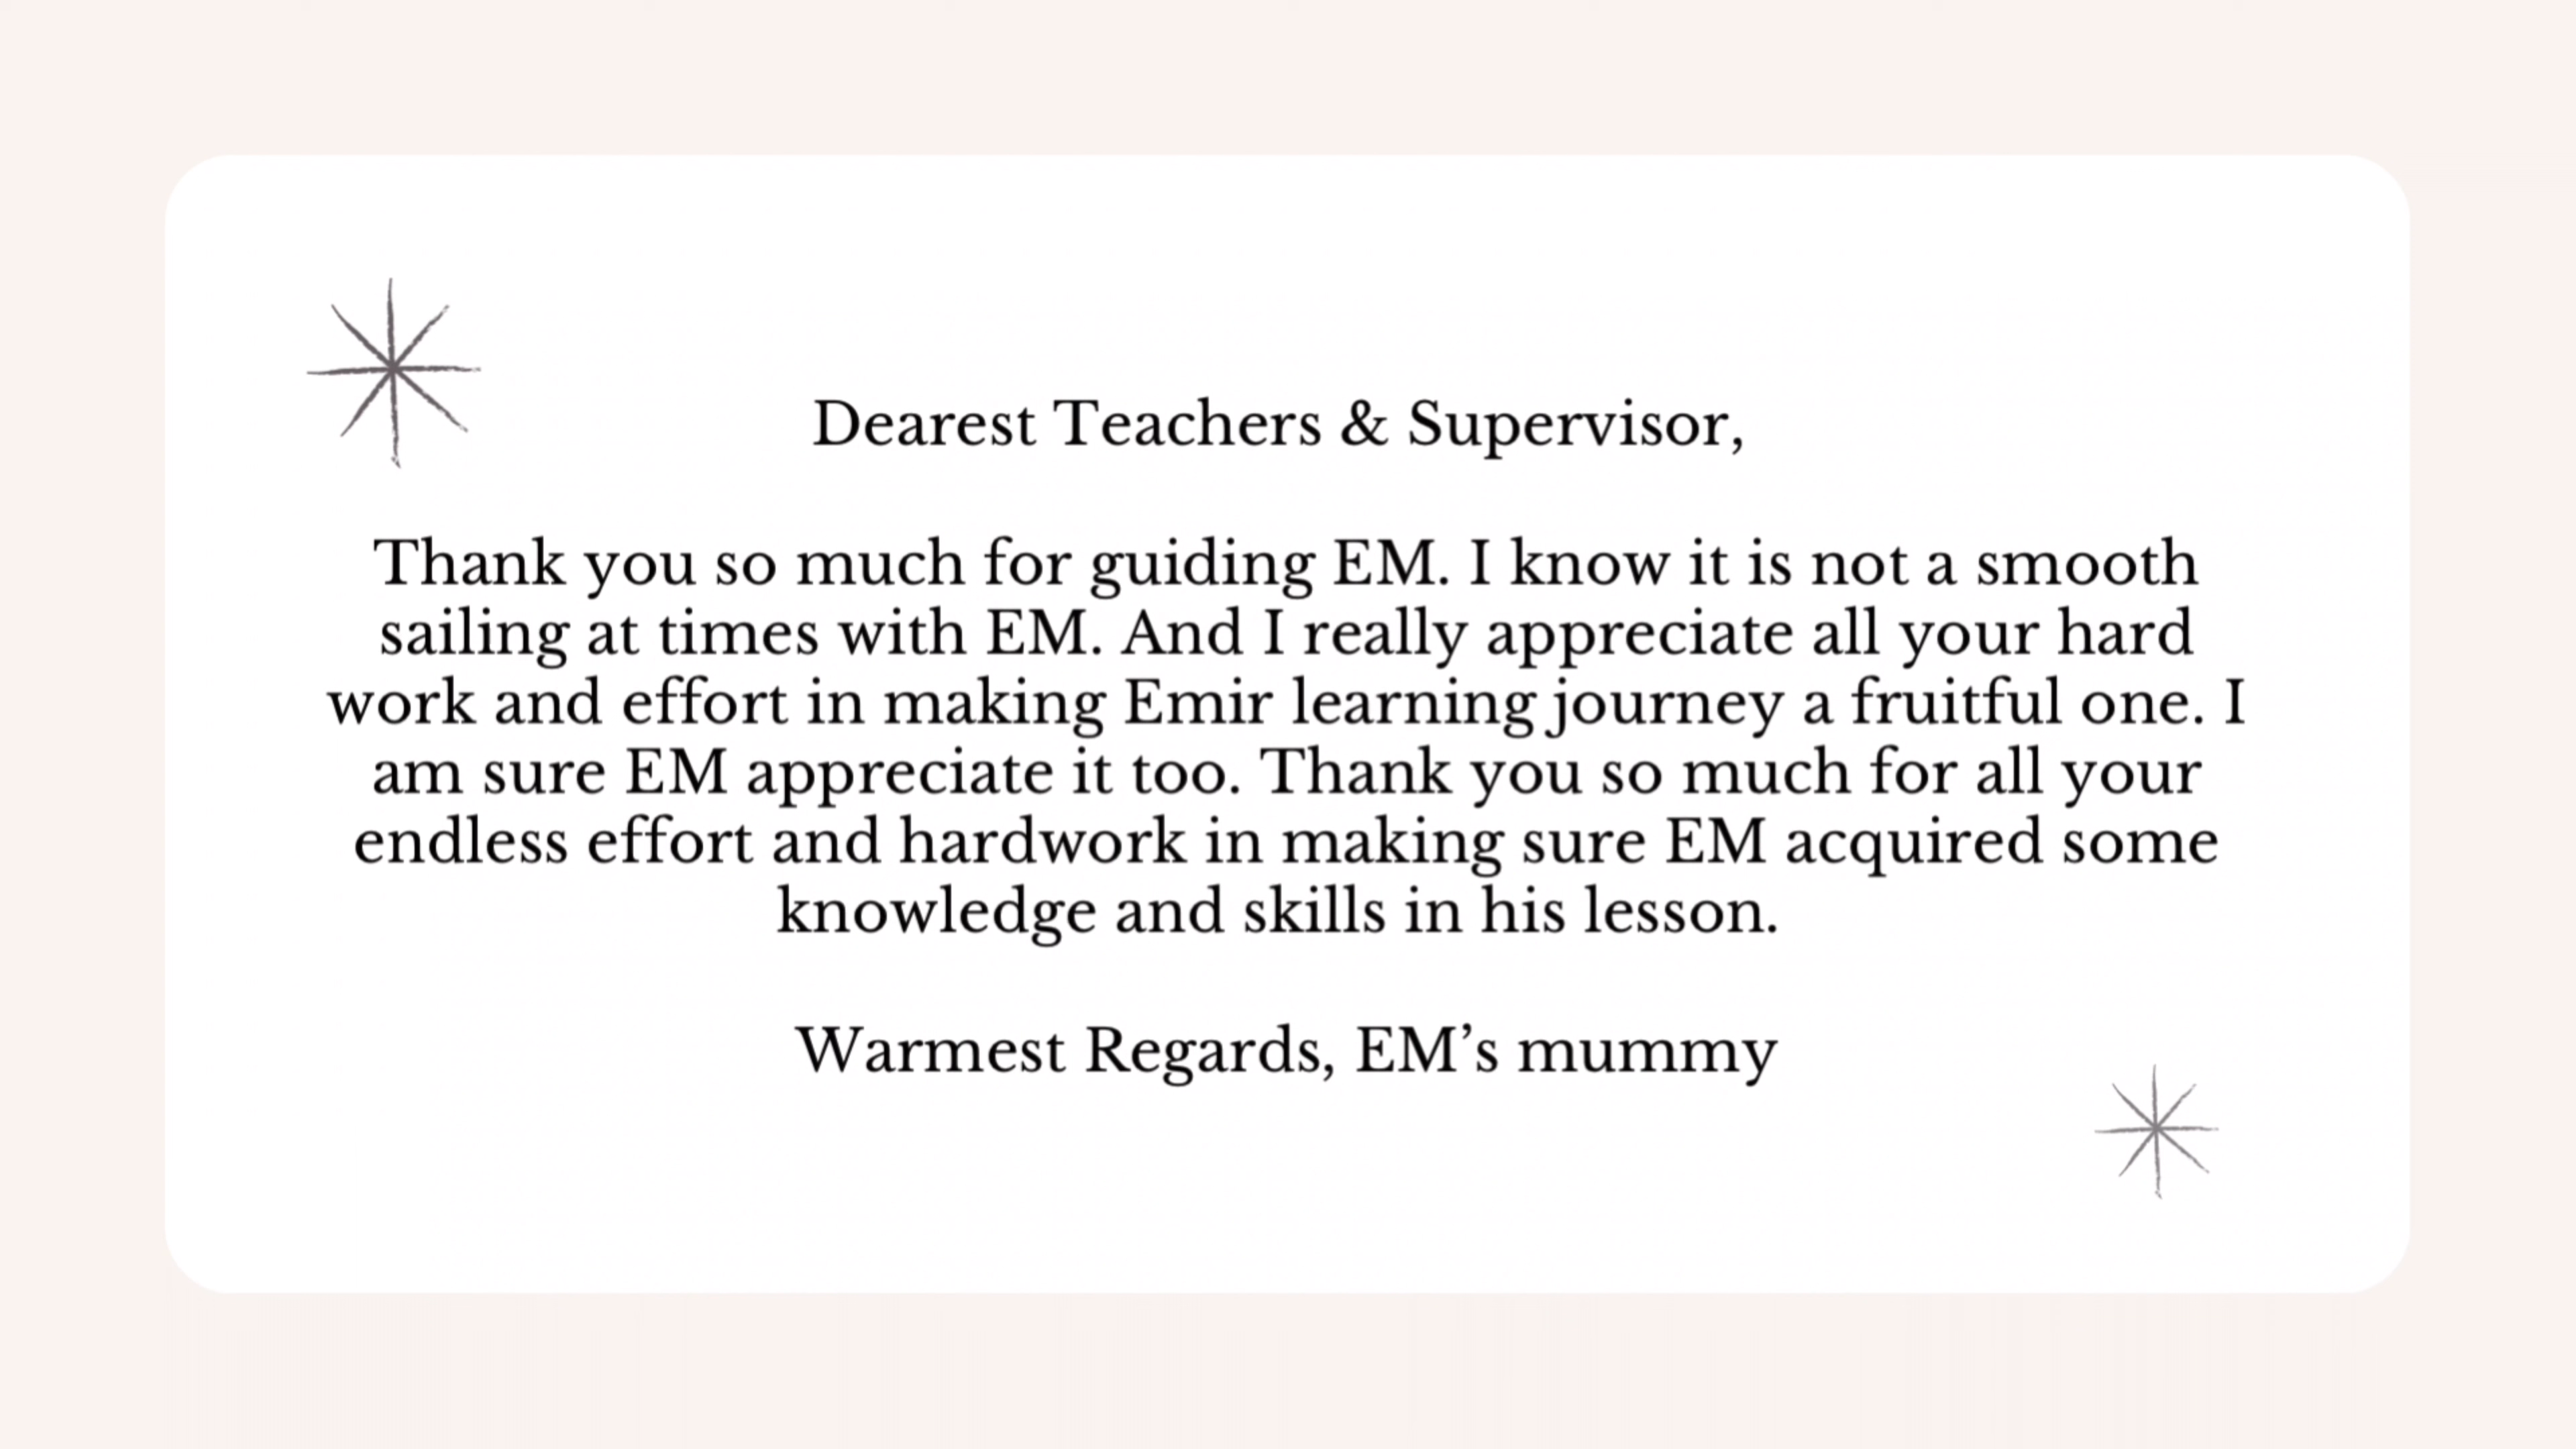 Dearest Teachers & Supervisor,
Thank you so much for guiding EM. I know it is not a smooth
sailing at times with EM. And I really appreciate all your hard
work and effort in making Emir learning journey a fruitful one. I
am sure EM appreciate it too. Thank you so much for all your
endless effort and hardwork in making sure EM acquired some
knowledge and skills in his lesson.
Warmest Regards, EM’s mummy